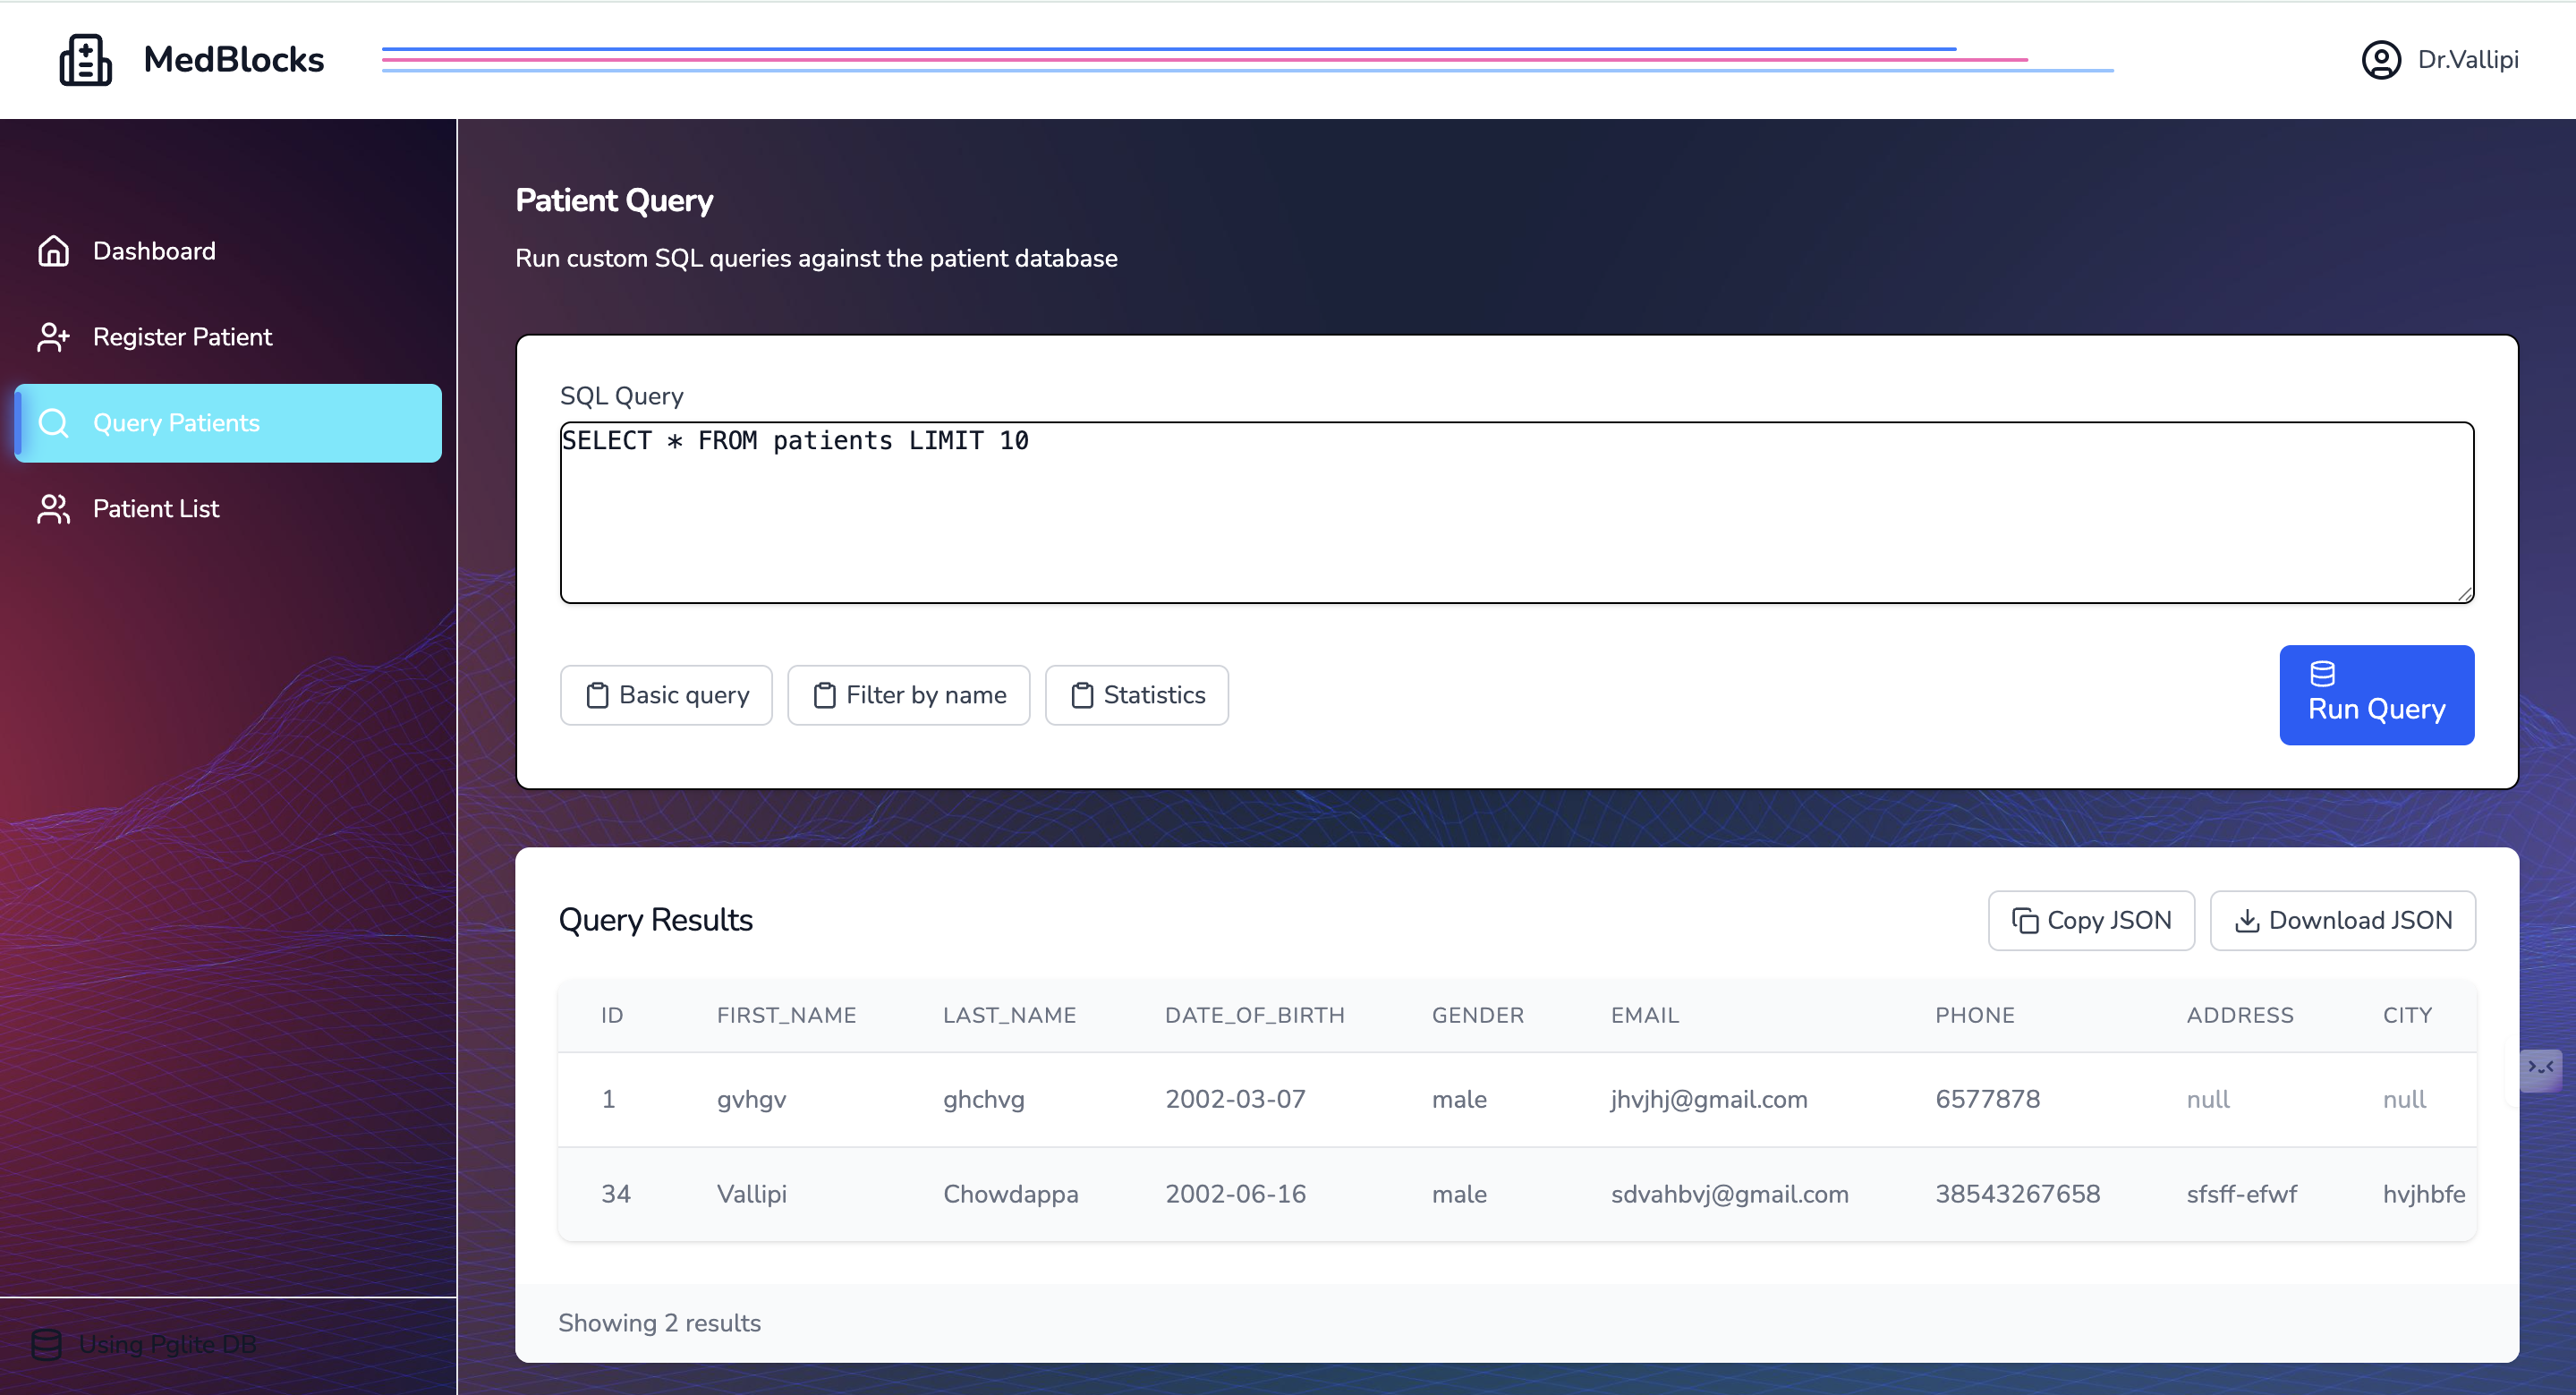 MedBlocks
Dr.Vallipi
Dashboard
Register Patient
Query Patients
Patient List
Using Pglite DB
Patient Query
Run custom SQL queries against the patient database
SQL Query
SELECT * FROM patients LIMIT 10
Basic query
Filter by name
Statistics
Run Query
Query Results
Copy JSON
Download JSON
ID FIRST_NAME LAST_NAME DATE_OF_BIRTH GENDER EMAIL PHONE ADDRESS CITY
1 gvhgv ghchvg 2002-03-07 male jhvjhj@gmail.com 6577878 null null
34 Vallipi Chowdappa 2002-06-16 male sdvahbvj@gmail.com 38543267658 sfsff-efwf hvjhbfe
Showing 2 results